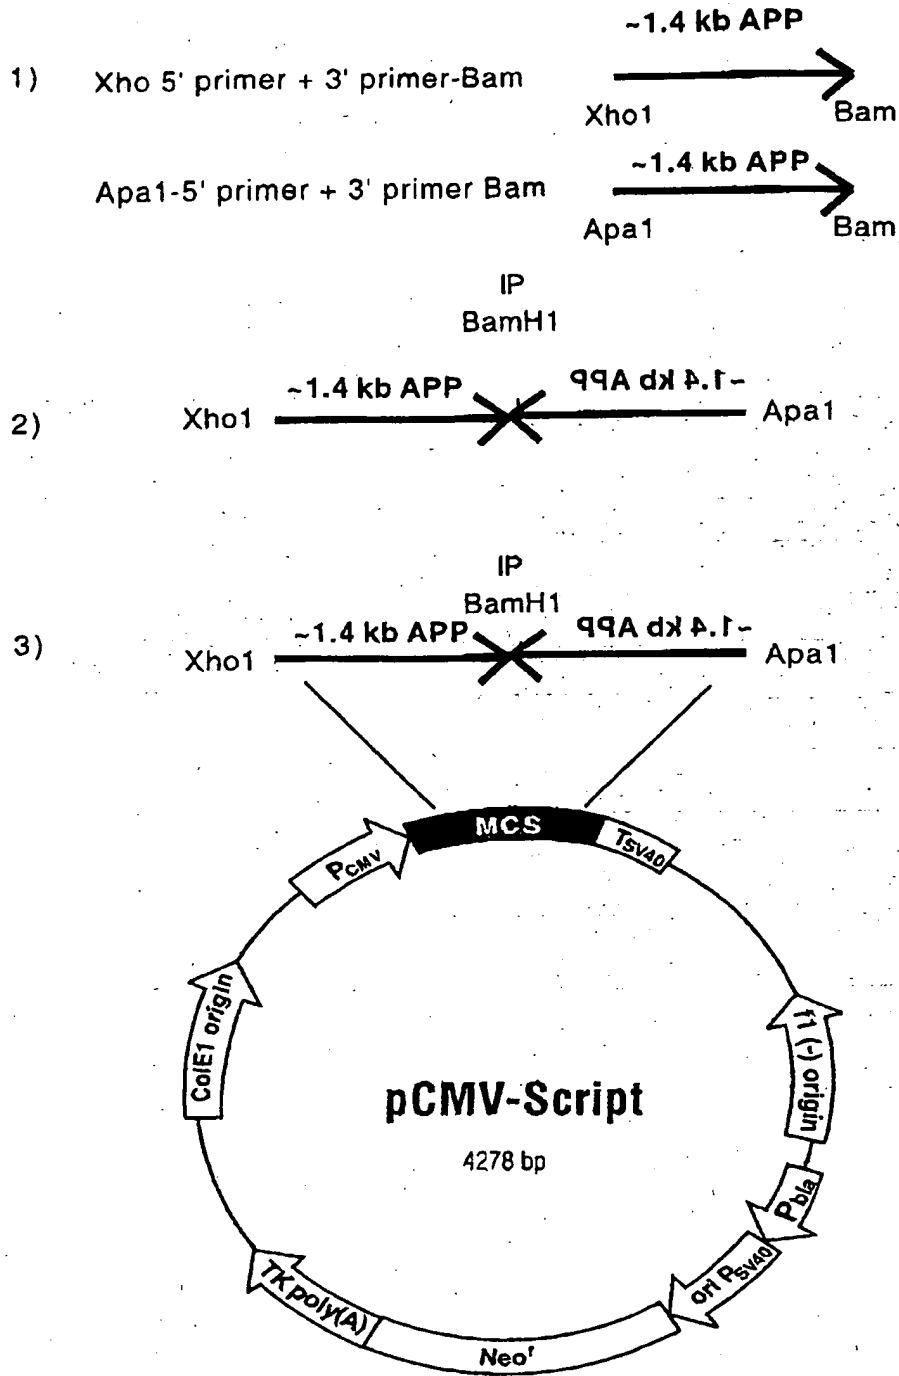 1) Xho 5' primer + 3' primer-Bam
~1.4 kb APP
Xho1 Bam
Apa1-5' primer + 3' primer Bam
~1.4 kb APP
Apa1 Bam
IP
BamH1
2) Xho1 ~1.4 kb APP ~1.4 kb APP Apa1
IP
BamH1
3) Xho1 ~1.4 kb APP ~1.4 kb APP Apa1
MCS
PCMV
TSV40
ColE1 origin
f1 (-) origin
pCMV-Script
4278 bp
Pbla
ori PSV40
TK poly(A)
Neor